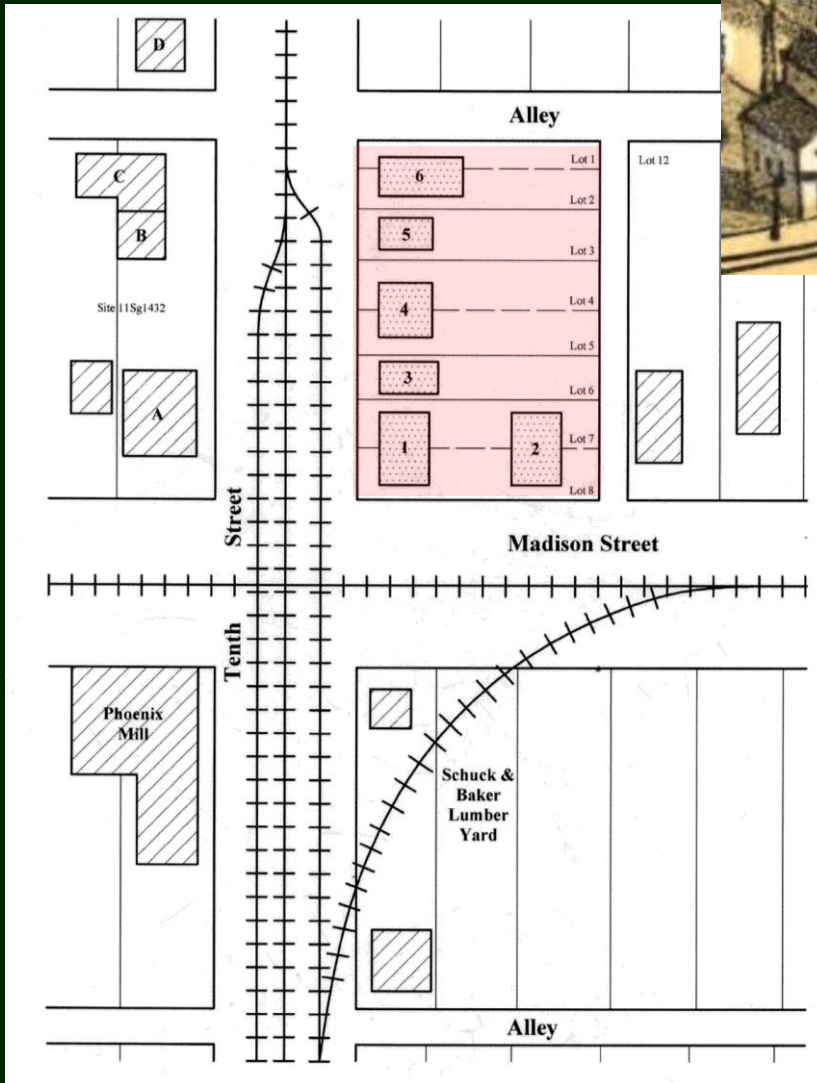 D
Alley
C
B
Site 11Sg1432
A
6
5
4
3
1
2
Lot 1
Lot 2
Lot 3
Lot 4
Lot 5
Lot 6
Lot 7
Lot 8
Lot 12
Street
Tenth
Madison Street
Phoenix
Mill
Schuck &
Baker
Lumber
Yard
Alley